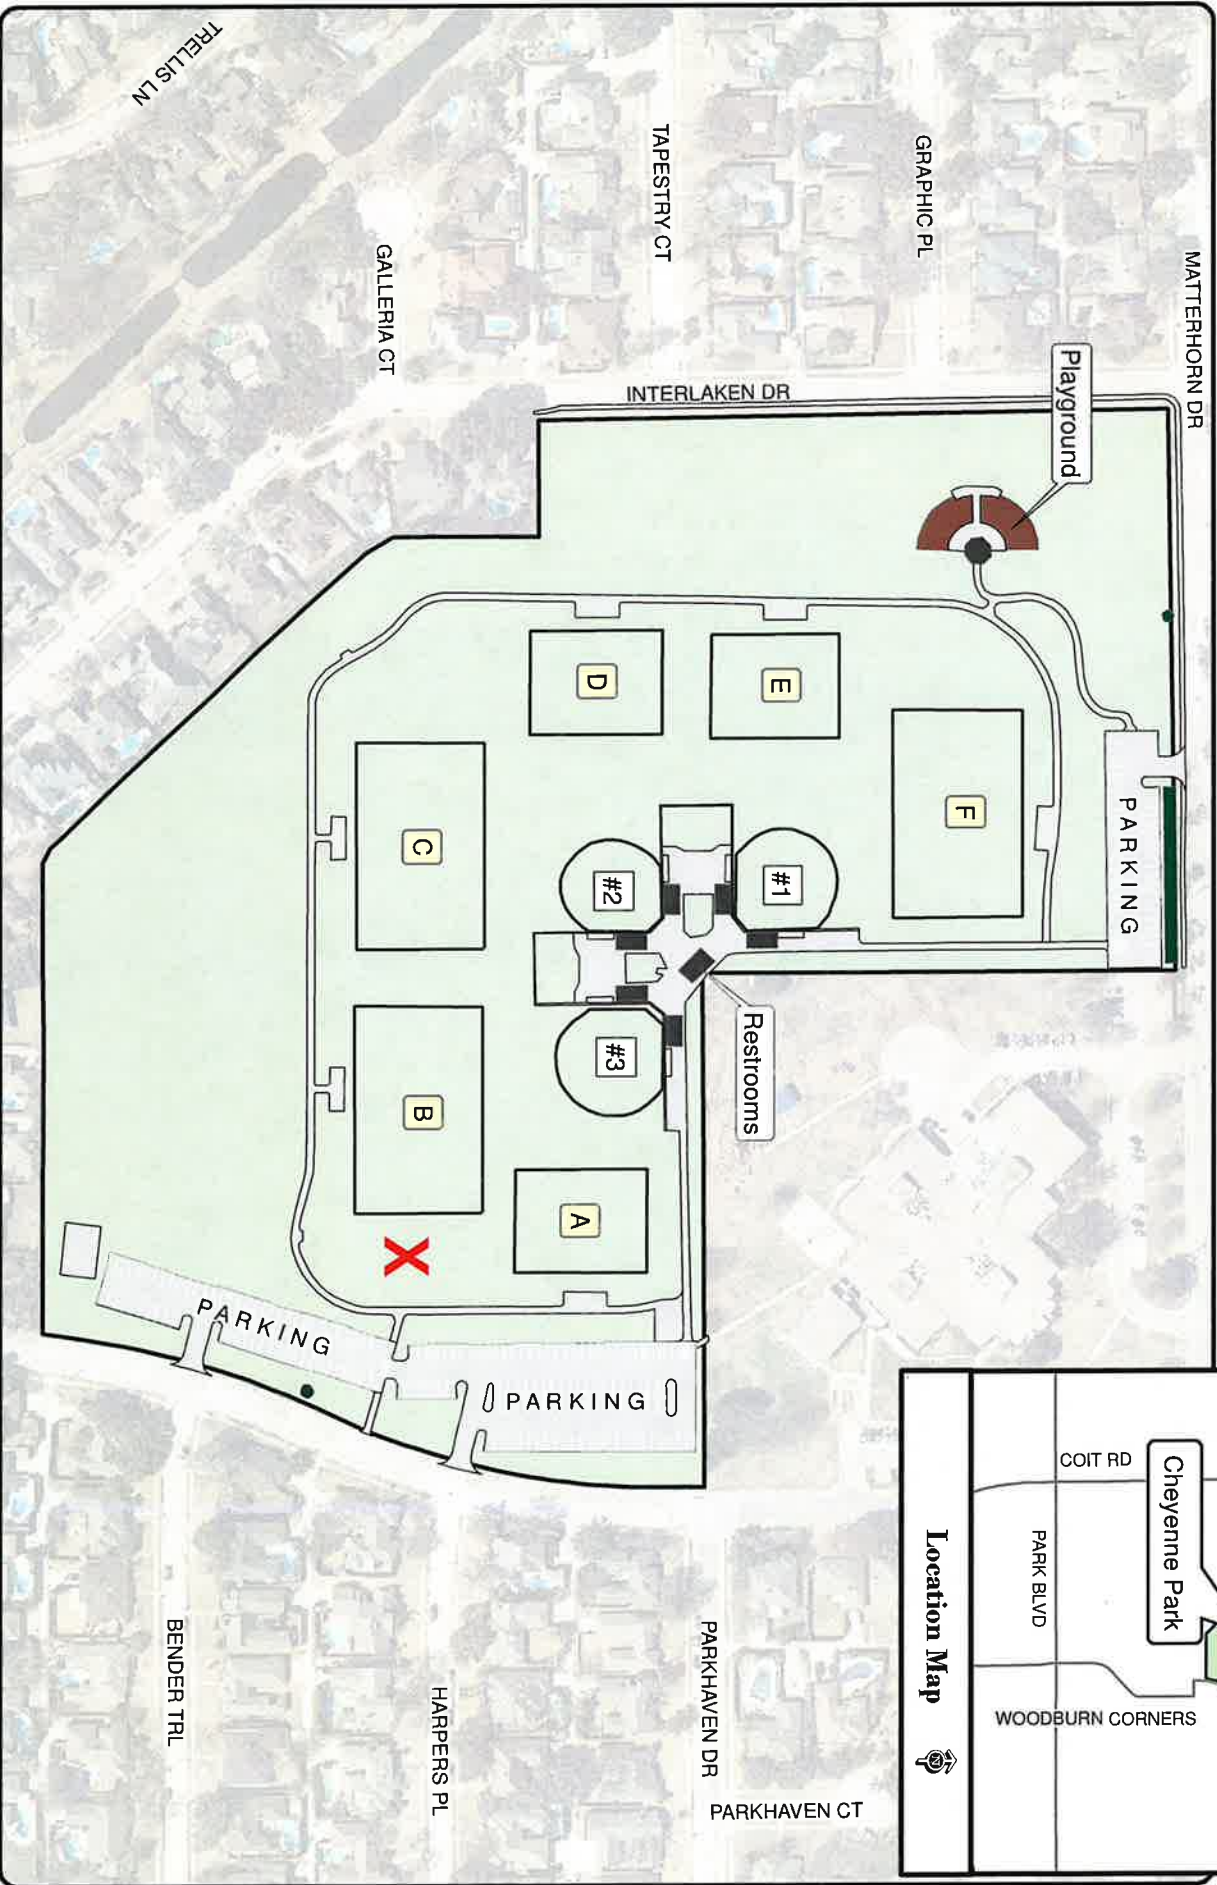 MATTERHORN DR
GRAPHIC PL
TAPESTRY CT
GALLERIA CT
TRELLIS LN
INTERLAKEN DR
Playground
PARKING
F
E
D
C
B
A
#1
#2
#3
Restrooms
X
PARKING
PARKING
BENDER TRL
HARPERS PL
PARKHAVEN DR
PARKHAVEN CT
Cheyenne Park
COIT RD
PARK BLVD
WOODBURN CORNERS
Location Map
N